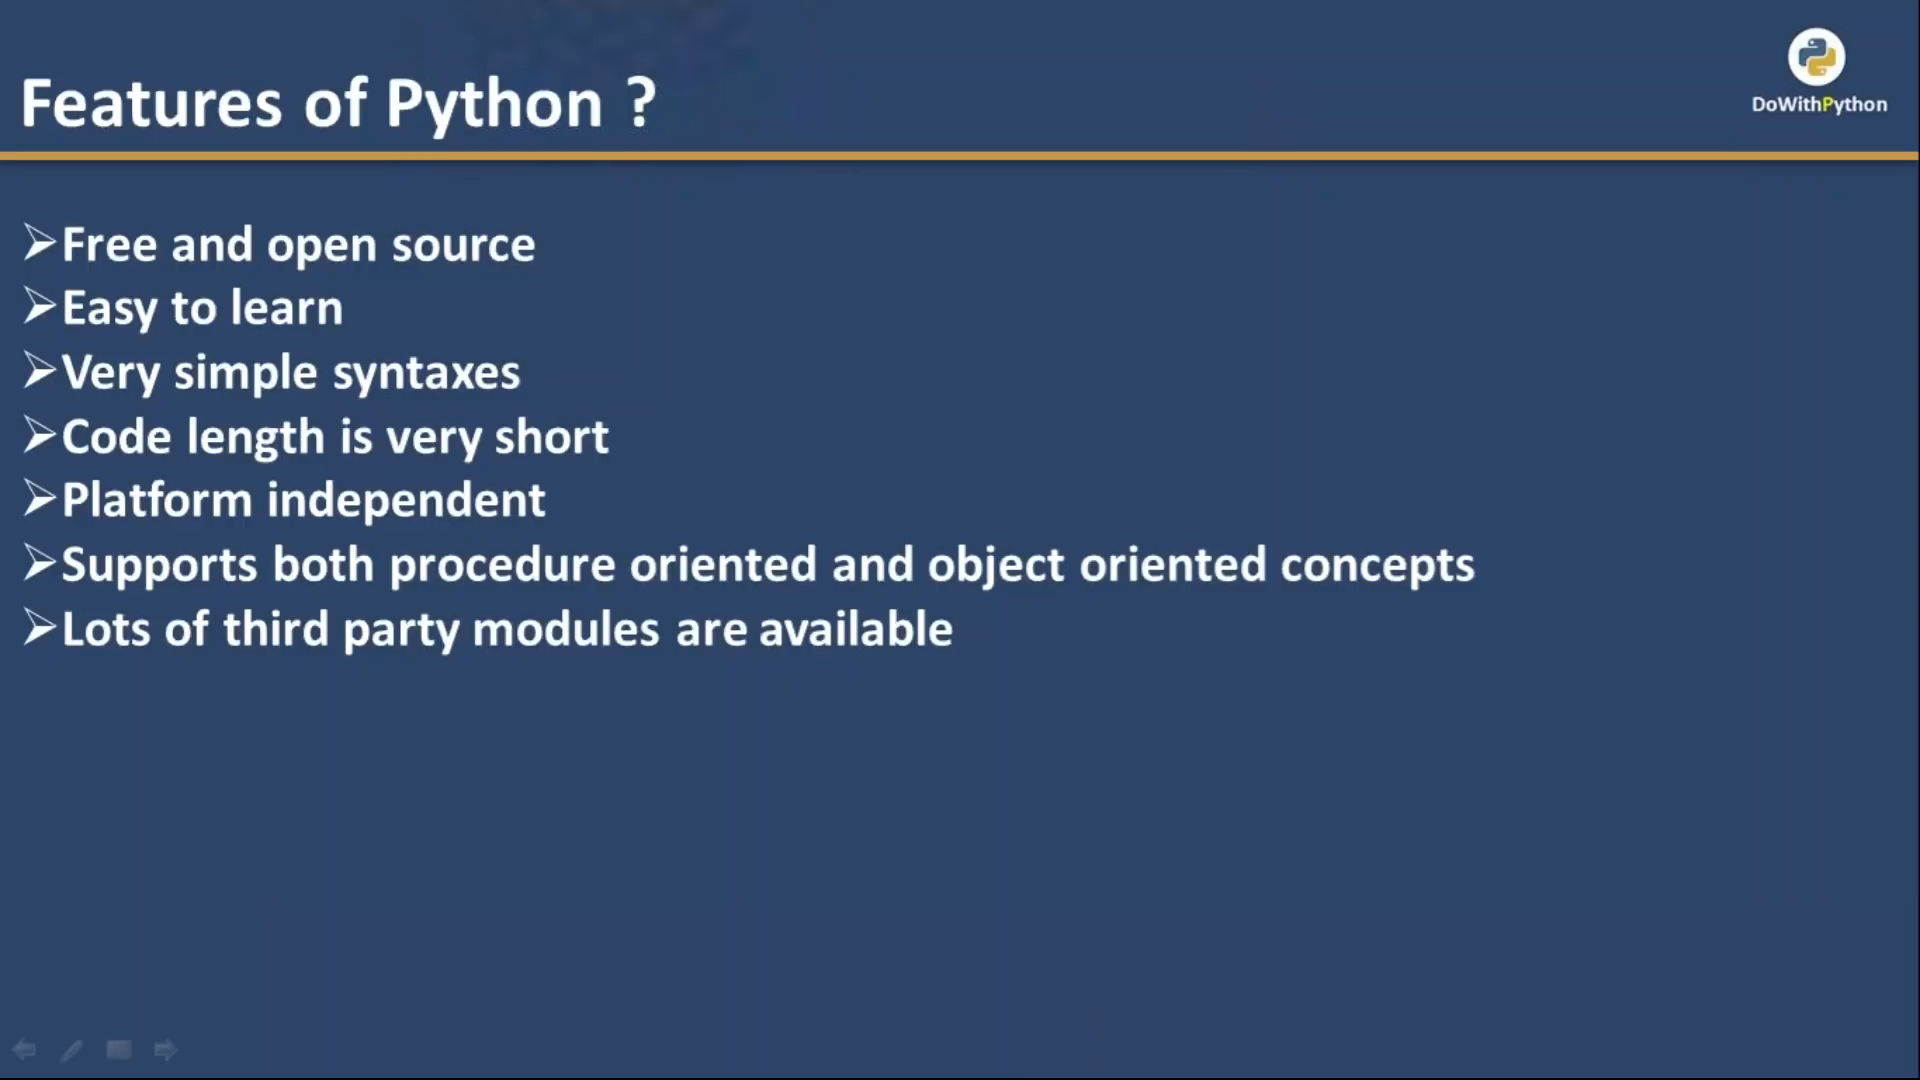 Features of Python ?
DoWithPython
➢Free and open source
➢Easy to learn
➢Very simple syntaxes
➢Code length is very short
➢Platform independent
➢Supports both procedure oriented and object oriented concepts
➢Lots of third party modules are available